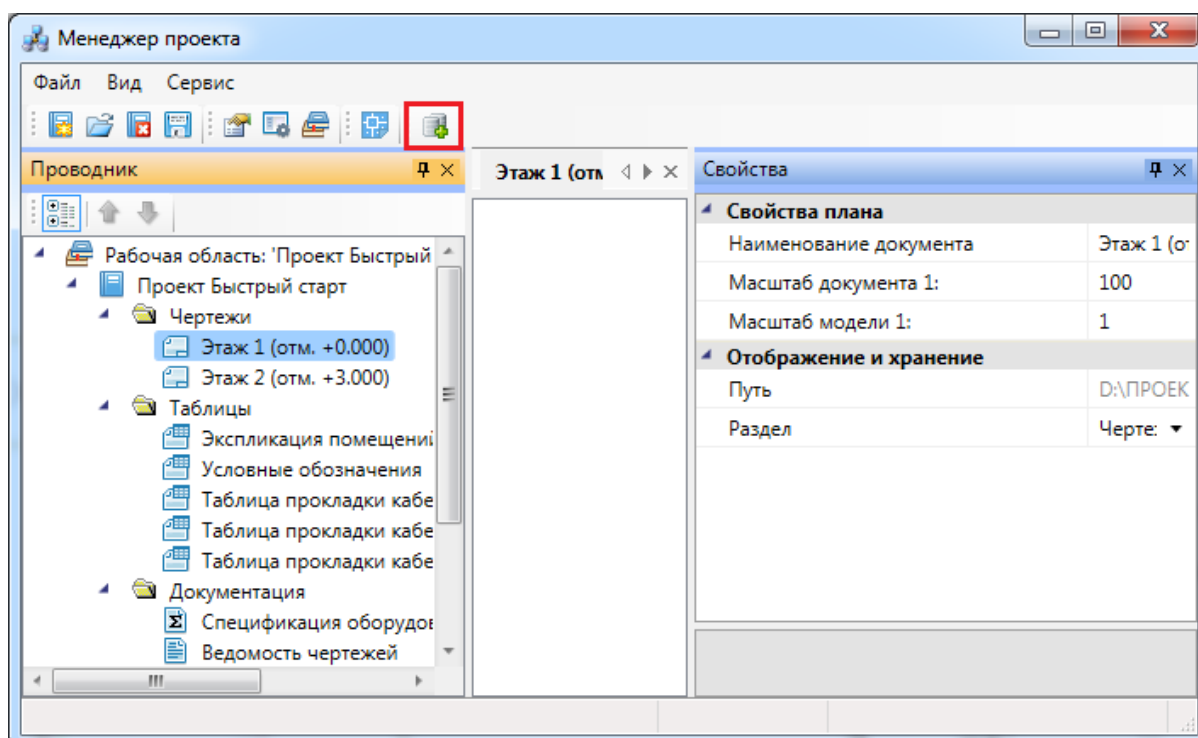 Менеджер проекта
Файл Вид Сервис
Проводник
Рабочая область: 'Проект Быстрый
Проект Быстрый старт
Чертежи
Этаж 1 (отм. +0.000)
Этаж 2 (отм. +3.000)
Таблицы
Экспликация помещений
Условные обозначения
Таблица прокладки кабе
Таблица прокладки кабе
Таблица прокладки кабе
Документация
Спецификация оборудов
Ведомость чертежей
Этаж 1 (отм
Свойства
Свойства плана
Наименование документа Этаж 1 (от
Масштаб документа 1: 100
Масштаб модели 1: 1
Отображение и хранение
Путь D:\ПРОЕК
Раздел Черте: